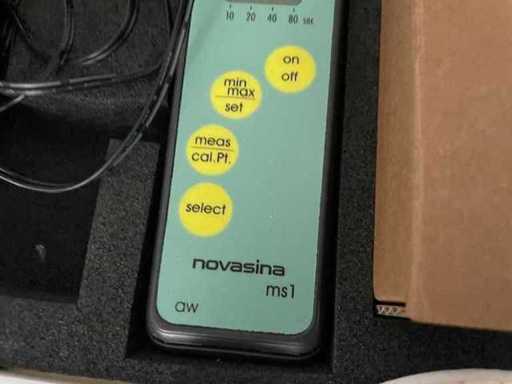 10 20 40 80 sec
on
off
min
max
set
meas
cal.Pt.
select
novasina
ms1
aw